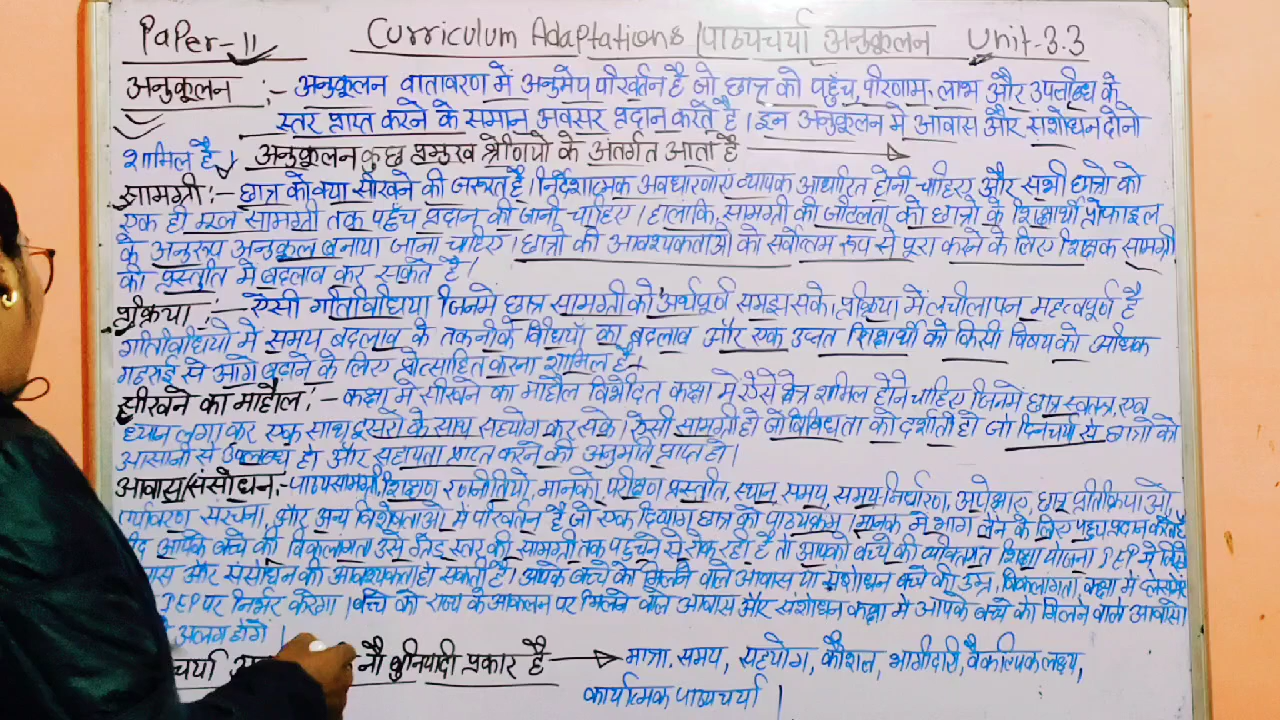 PaPer-11 Curriculum Adaptations / पाठ्यचर्या अनुकूलन Unit-3.3
अनुकूलन :- अनुकूलन वातावरण में अनुमेय परिवर्तन है जो छात्र को पहुँच, परिणाम, लाभ और उपलब्धि के
स्तर प्राप्त करने के समान अवसर प्रदान करते है। इन अनुकूलन में आवास और संशोधन दोनो
शामिल है। अनुकूलन कुछ प्रमुख श्रेणियो के अंतर्गत आता है
सामग्री:- छात्र को क्या सीखने की जरूरत है। निर्देशात्मक अवधारणाएं व्यापक आधारित होनी चाहिए और सभी छात्रो को
एक ही मूल सामग्री तक पहुँच प्रदान की जानी चाहिए। हालांकि, सामग्री की जटिलता को छात्रो के शिक्षार्थी प्रोफाइल
के अनुरूप अनुकूल बनाया जाना चाहिए। छात्रो की आवश्यकताओ को सर्वोत्तम रूप से पूरा करने के लिए शिक्षक सामग्री
की प्रस्तुति में बदलाव कर सकते है।
प्रक्रिया :- ऐसी गतिविधिया जिनमे छात्र सामग्री को अर्थपूर्ण समझ सके। प्रक्रिया में लचीलापन महत्वपूर्ण है
गतिविधियो में समय बदलाव के तकनीके विधियाँ का बदलाव और एक उन्नत शिक्षार्थी को किसी विषय को अधिक
गहराई से आगे बढ़ाने के लिए प्रोत्साहित करना शामिल है।
सीखने का माहौल :- कक्षा में सीखने का माहौल विभेदित कक्षा में ऐसे क्षेत्र शामिल होने चाहिए जिनमें छात्र स्वतन्त्र एवं
ध्यान लगा कर एक साथ दूसरो के साथ सहयोग कर सके। ऐसी सामग्री हो जो विविधता को दर्शाती हो जो दिनचर्या से छात्रो को
आसानी से उपलब्ध हो और सहायता प्राप्त करने की अनुमति प्राप्त हो।
आवास/संसोधन :- पाठ्यसामग्री, शिक्षण रणनीतियो, मानको, परीक्षण प्रस्तुति, स्थान, समय, समय-निर्धारण, अपेक्षाए, छात्र प्रतिक्रियाओ,
पर्यावरण संरचना, और अन्य विशेषताओ में परिवर्तन है जो एक दिव्यांग छात्र को पाठ्यक्रम / मानक में भाग लेने के लिए पहुंच प्रदान करते है
आपके बच्चे की विकलांगता उसे ग्रेड स्तर की सामग्री तक पहुंचने से रोक रही है तो आपको बच्चे की व्यक्तिगत शिक्षा योजना IEP में लिखे
और संसोधन की आवश्यकता हो सकती है। आपके बच्चे को मिलने वाले आवास या संशोधन बच्चे की उम्र, विकलांगता, कक्षा में
IEP पर निर्भर करेगा। बच्चे को राज्य के आंकलन पर मिलने वाले आवास और संशोधन कक्षा में आपके बच्चे को मिलने वाले आवासो
अलग होंगे।
नौ बुनियादी प्रकार है → मात्रा, समय, सहयोग, कौशल, भागीदारी, वैकल्पिक लक्ष्य,
कार्यात्मक पाठ्यचर्या।